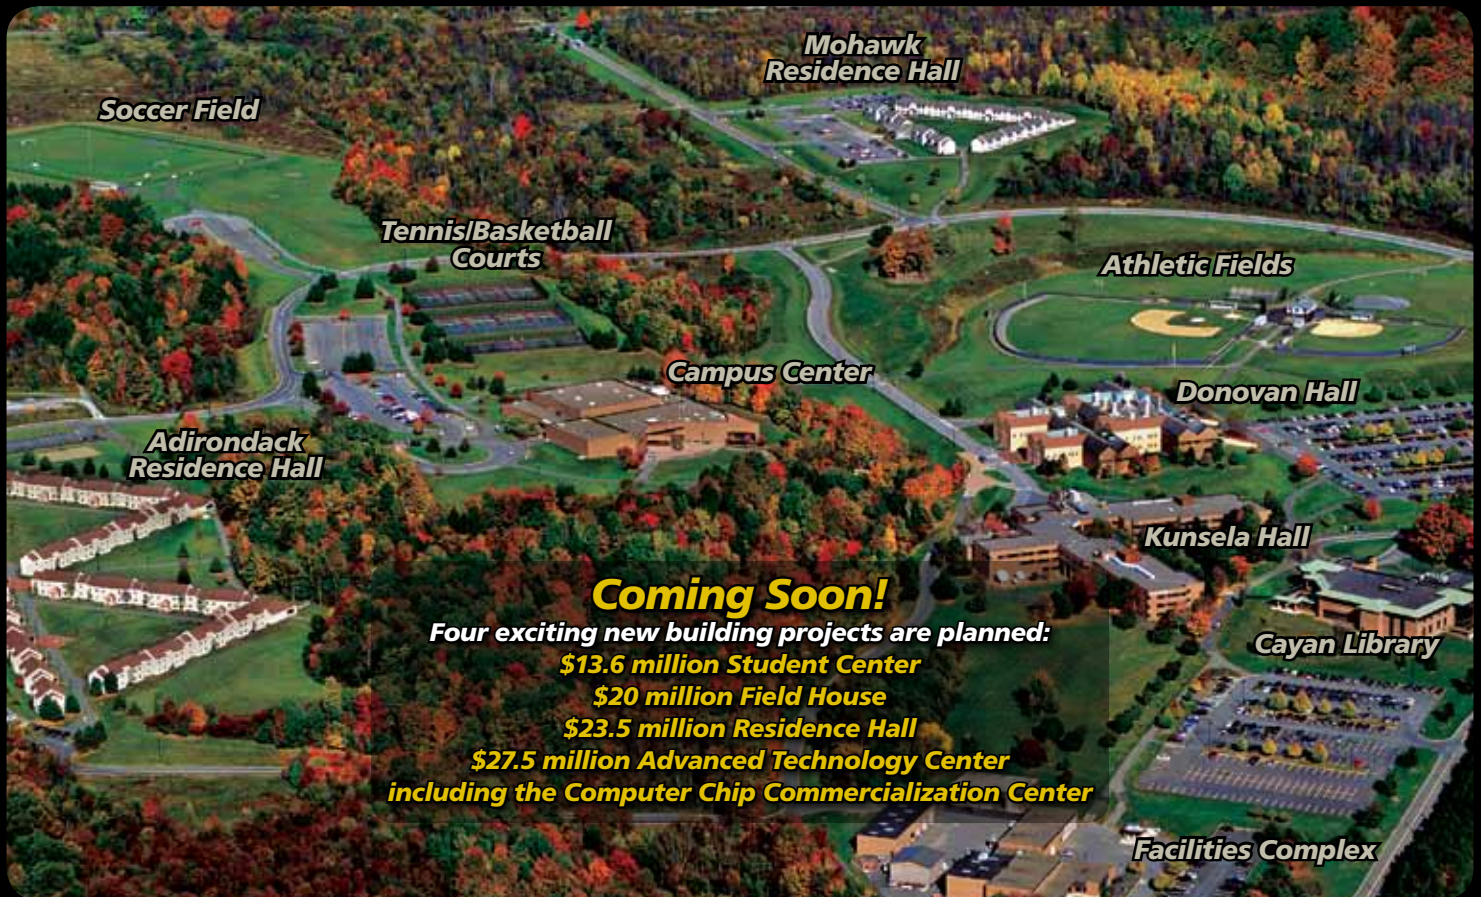 Mohawk
Residence Hall
Soccer Field
Tennis/Basketball
Courts
Athletic Fields
Campus Center
Donovan Hall
Adirondack
Residence Hall
Kunsela Hall
Coming Soon!
Four exciting new building projects are planned:
$13.6 million Student Center
$20 million Field House
$23.5 million Residence Hall
$27.5 million Advanced Technology Center
including the Computer Chip Commercialization Center
Cayan Library
Facilities Complex